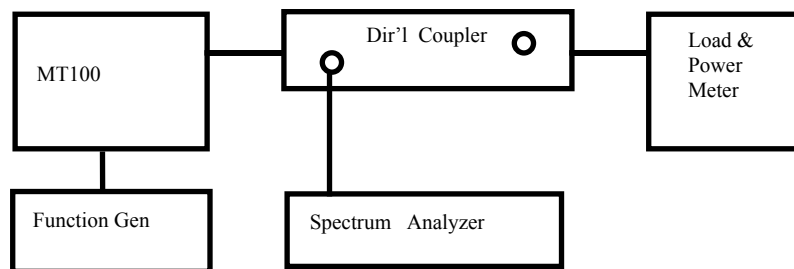 Dir’l Coupler
MT100
Load &
Power
Meter
Function Gen
Spectrum Analyzer